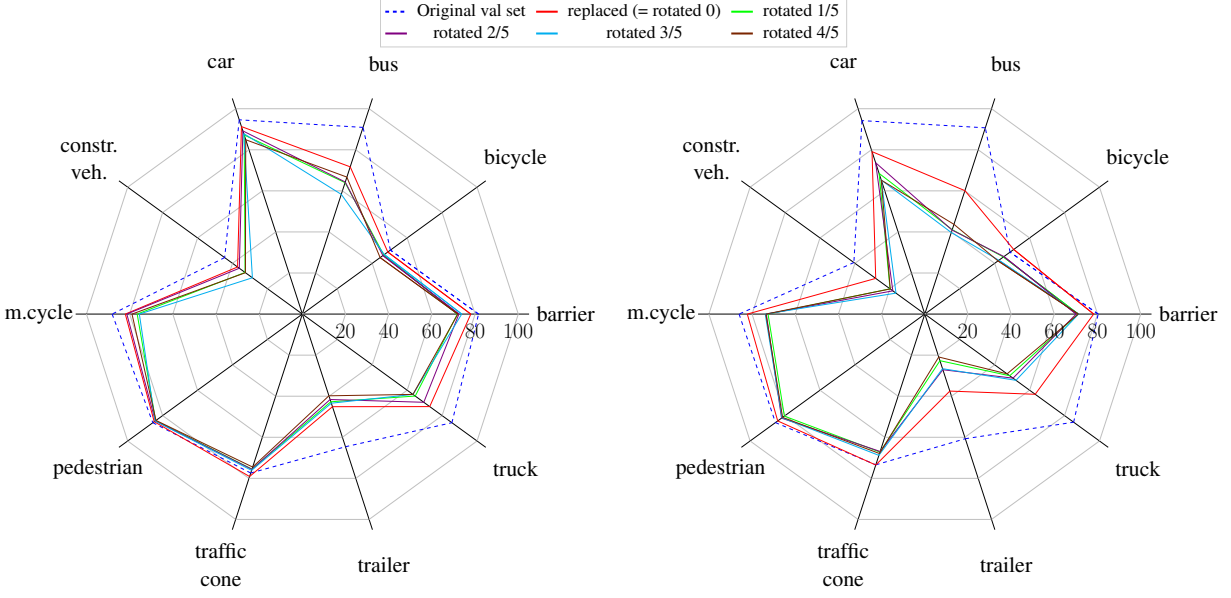 Original val set replaced (= rotated 0) rotated 1/5
rotated 2/5 rotated 3/5 rotated 4/5
car
bus
constr.
veh.
bicycle
m.cycle
20 40 60 80 100
barrier
pedestrian
truck
traffic
cone
trailer
car
bus
constr.
veh.
bicycle
m.cycle
20 40 60 80 100
barrier
pedestrian
truck
traffic
cone
trailer